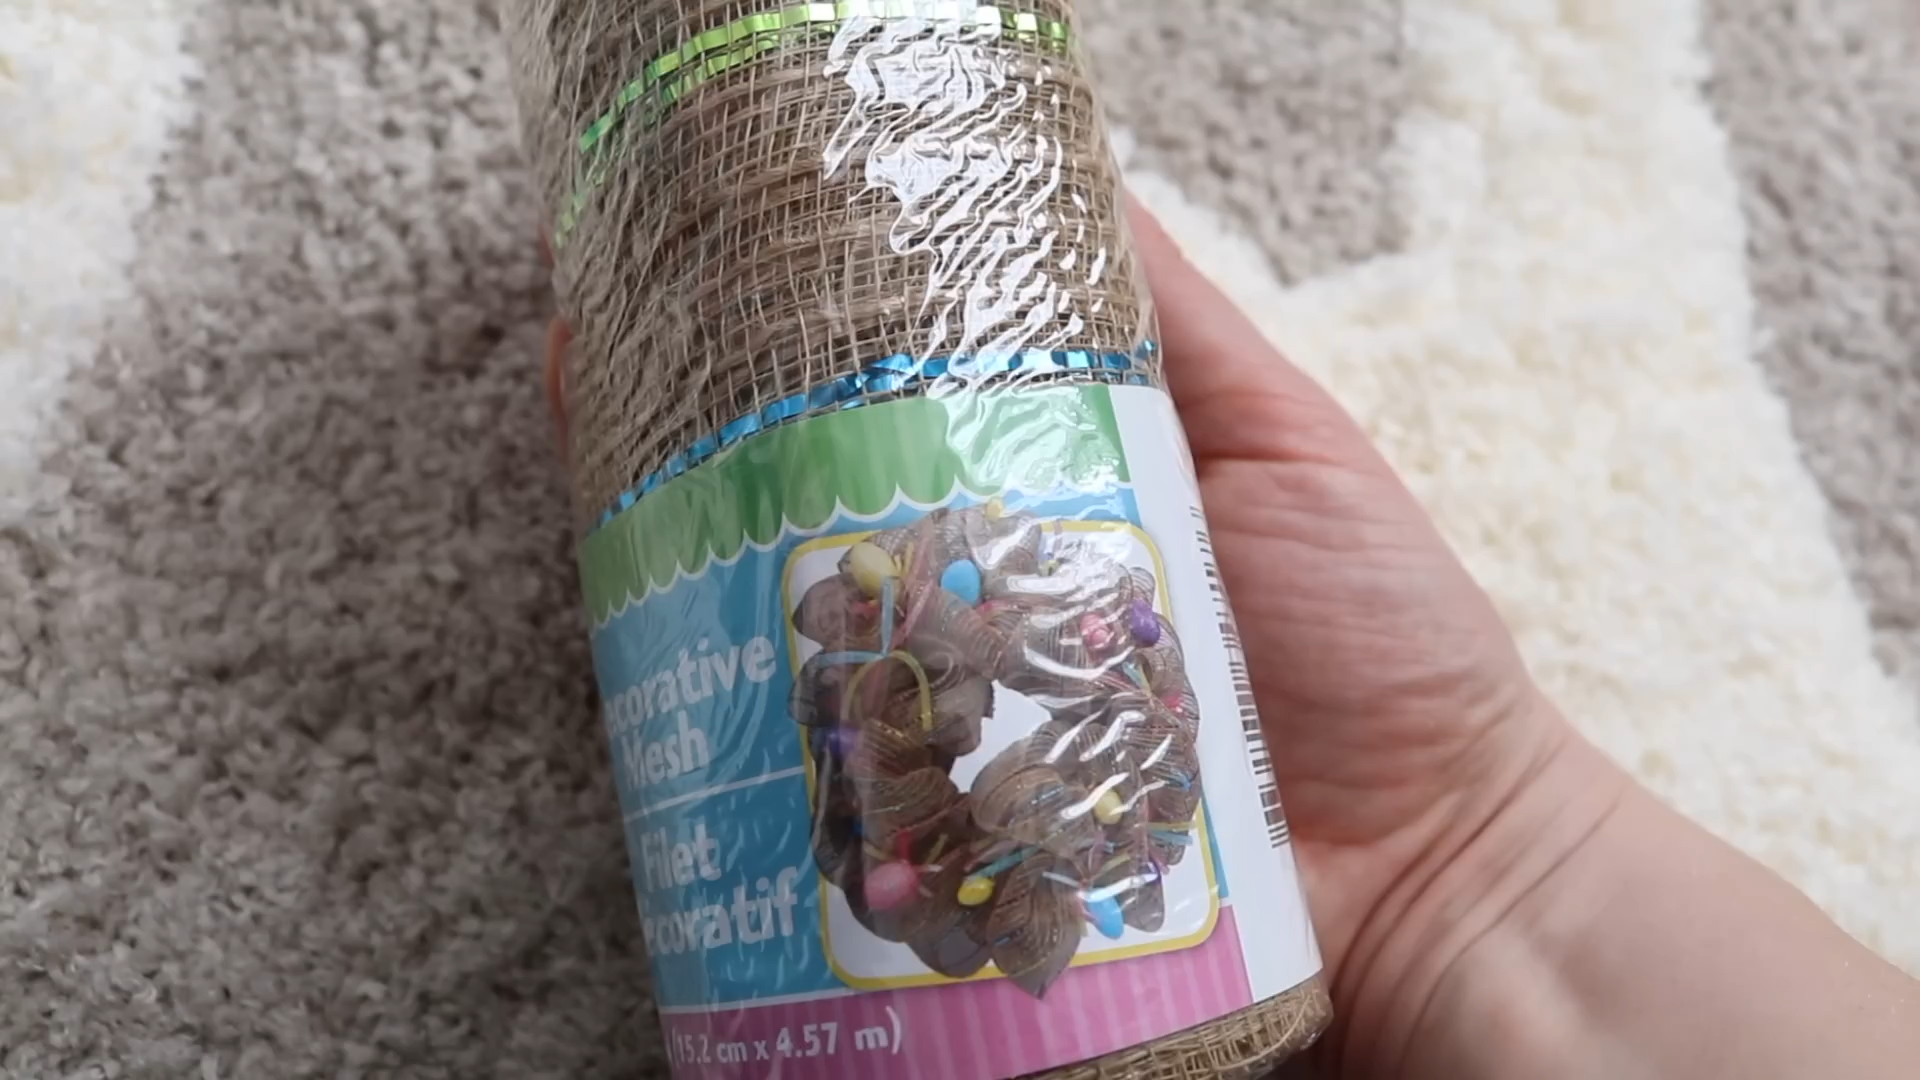 corative
Mesh
Filet
coratif
(15.2 cm x 4.57 m)